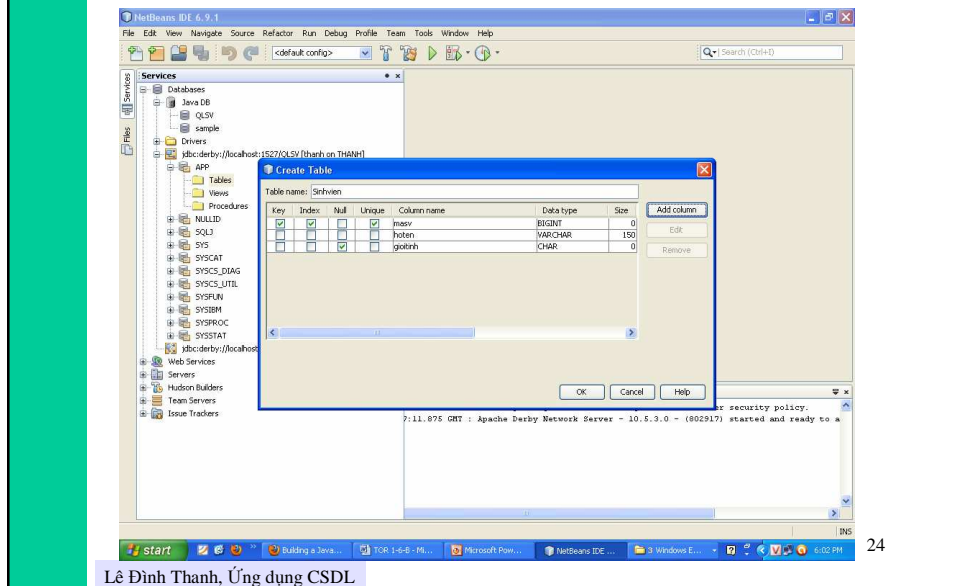 NetBeans IDE 6.9.1
File Edit View Navigate Source Refactor Run Debug Profile Team Tools Window Help
<default config>
Search (Ctrl+I)
Services
Files
Services
Databases
Java DB
QLSV
sample
Drivers
jdbc:derby://localhost:1527/QLSV [thanh on THANH]
APP
Tables
Views
Procedures
NULLID
SQLJ
SYS
SYSCAT
SYSCS_DIAG
SYSCS_UTIL
SYSFUN
SYSIBM
SYSPROC
SYSSTAT
jdbc:derby://localhost
Web Services
Servers
Hudson Builders
Team Servers
Issue Trackers
Create Table
Table name: Sinhvien
Key Index Null Unique Column name Data type Size
masv BIGINT 0
hoten VARCHAR 150
gioitinh CHAR 0
Add column
Edit
Remove
OK Cancel Help
er security policy.
7:11.875 GMT : Apache Derby Network Server - 10.5.3.0 - (802917) started and ready to a
INS
start Building a Java... TOR 1-6-8 - Mi... Microsoft Pow... NetBeans IDE ... 3 Windows E... 6:02 PM
24
Lê Đình Thanh, Ứng dụng CSDL